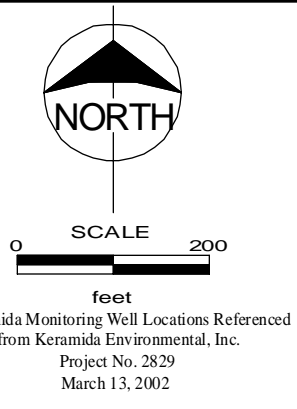 NORTH
SCALE
0 200
feet
Monitoring Well Locations Referenced
from Keramida Environmental, Inc.
Project No. 2829
March 13, 2002